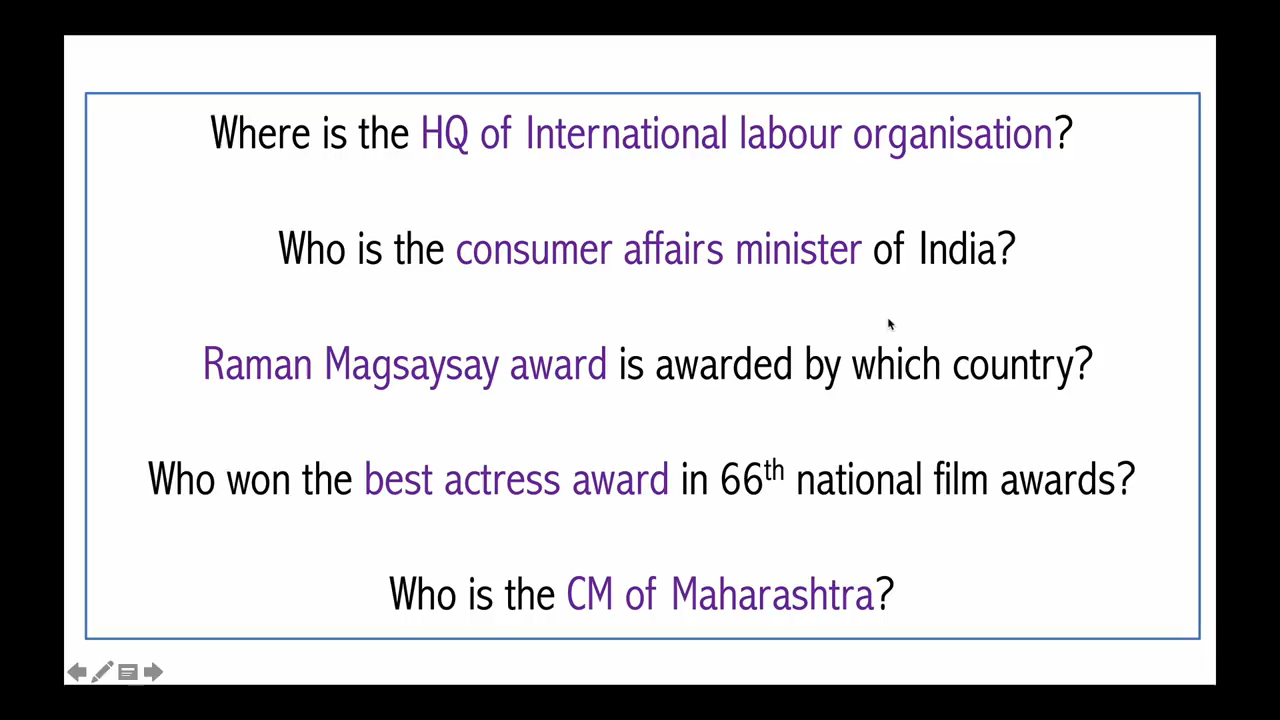 Where is the HQ of International labour organisation?
Who is the consumer affairs minister of India?
Raman Magsaysay award is awarded by which country?
Who won the best actress award in 66th national film awards?
Who is the CM of Maharashtra?